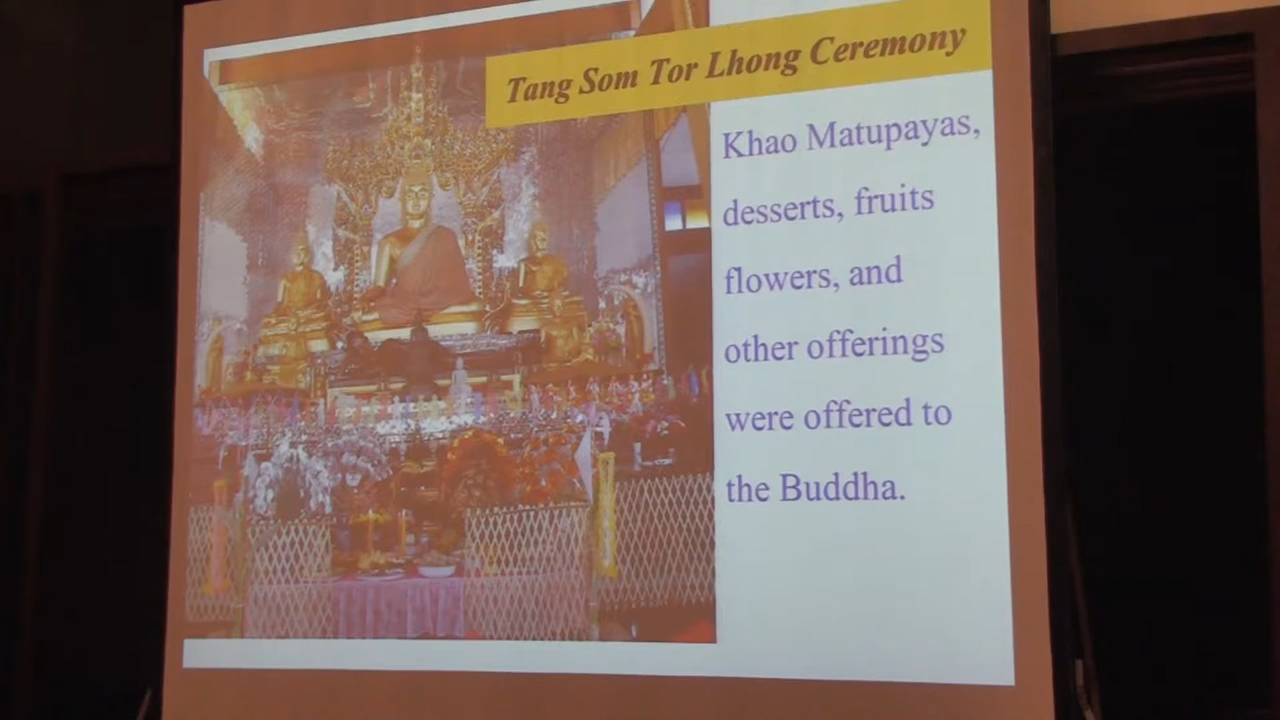 Tang Som Tor Lhong Ceremony
Khao Matupayas,
desserts, fruits
flowers, and
other offerings
were offered to
the Buddha.